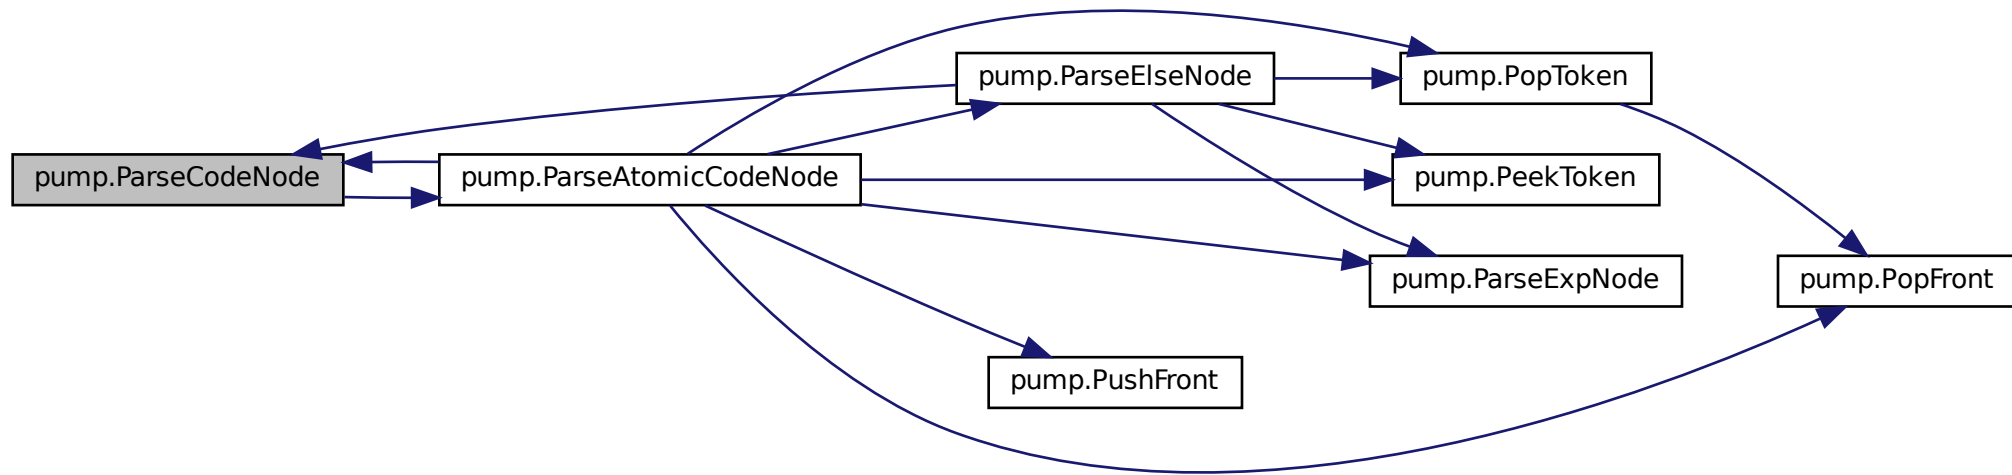 pump.ParseElseNode
pump.PopToken
pump.ParseCodeNode
pump.ParseAtomicCodeNode
pump.PeekToken
pump.ParseExpNode
pump.PopFront
pump.PushFront